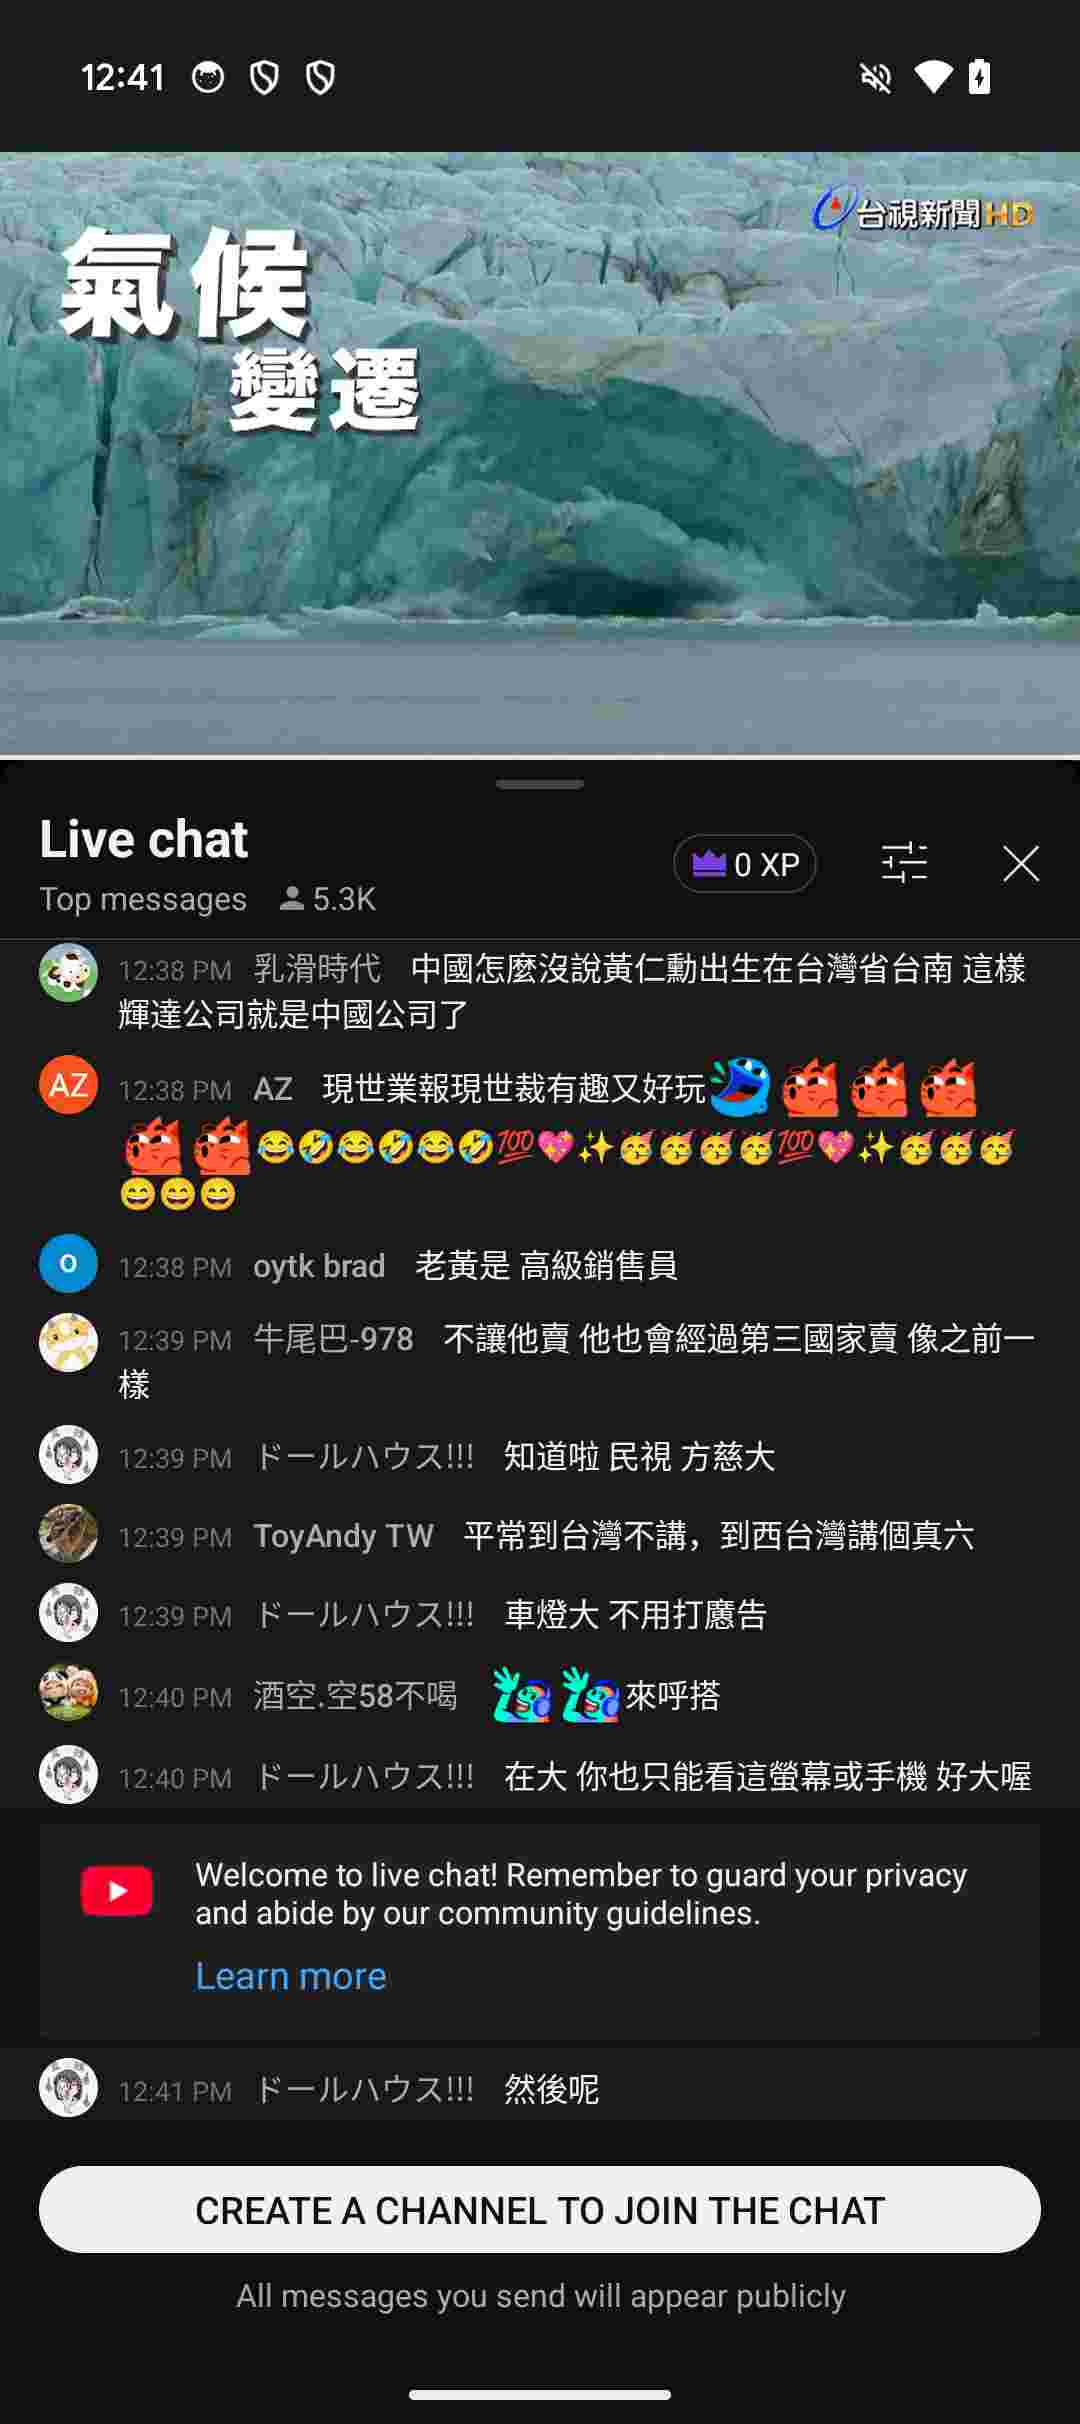 12:41
台視新聞HD
氣候
變遷
Live chat
Top messages 5.3K
0 XP
12:38 PM 乳滑時代 中國怎麼沒說黃仁勳出生在台灣省台南 這樣
輝達公司就是中國公司了
AZ 12:38 PM AZ 現世業報現世裁有趣又好玩
💯💯
O 12:38 PM oytk brad 老黃是 高級銷售員
12:39 PM 牛尾巴-978 不讓他賣 他也會經過第三國家賣 像之前一
樣
12:39 PM ドールハウス!!! 知道啦 民視 方慈大
12:39 PM ToyAndy TW 平常到台灣不講，到西台灣講個真六
12:39 PM ドールハウス!!! 車燈大 不用打廣告
12:40 PM 酒空.空58不喝 來呼搭
12:40 PM ドールハウス!!! 在大 你也只能看這螢幕或手機 好大喔
Welcome to live chat! Remember to guard your privacy
and abide by our community guidelines.
Learn more
12:41 PM ドールハウス!!! 然後呢
CREATE A CHANNEL TO JOIN THE CHAT
All messages you send will appear publicly